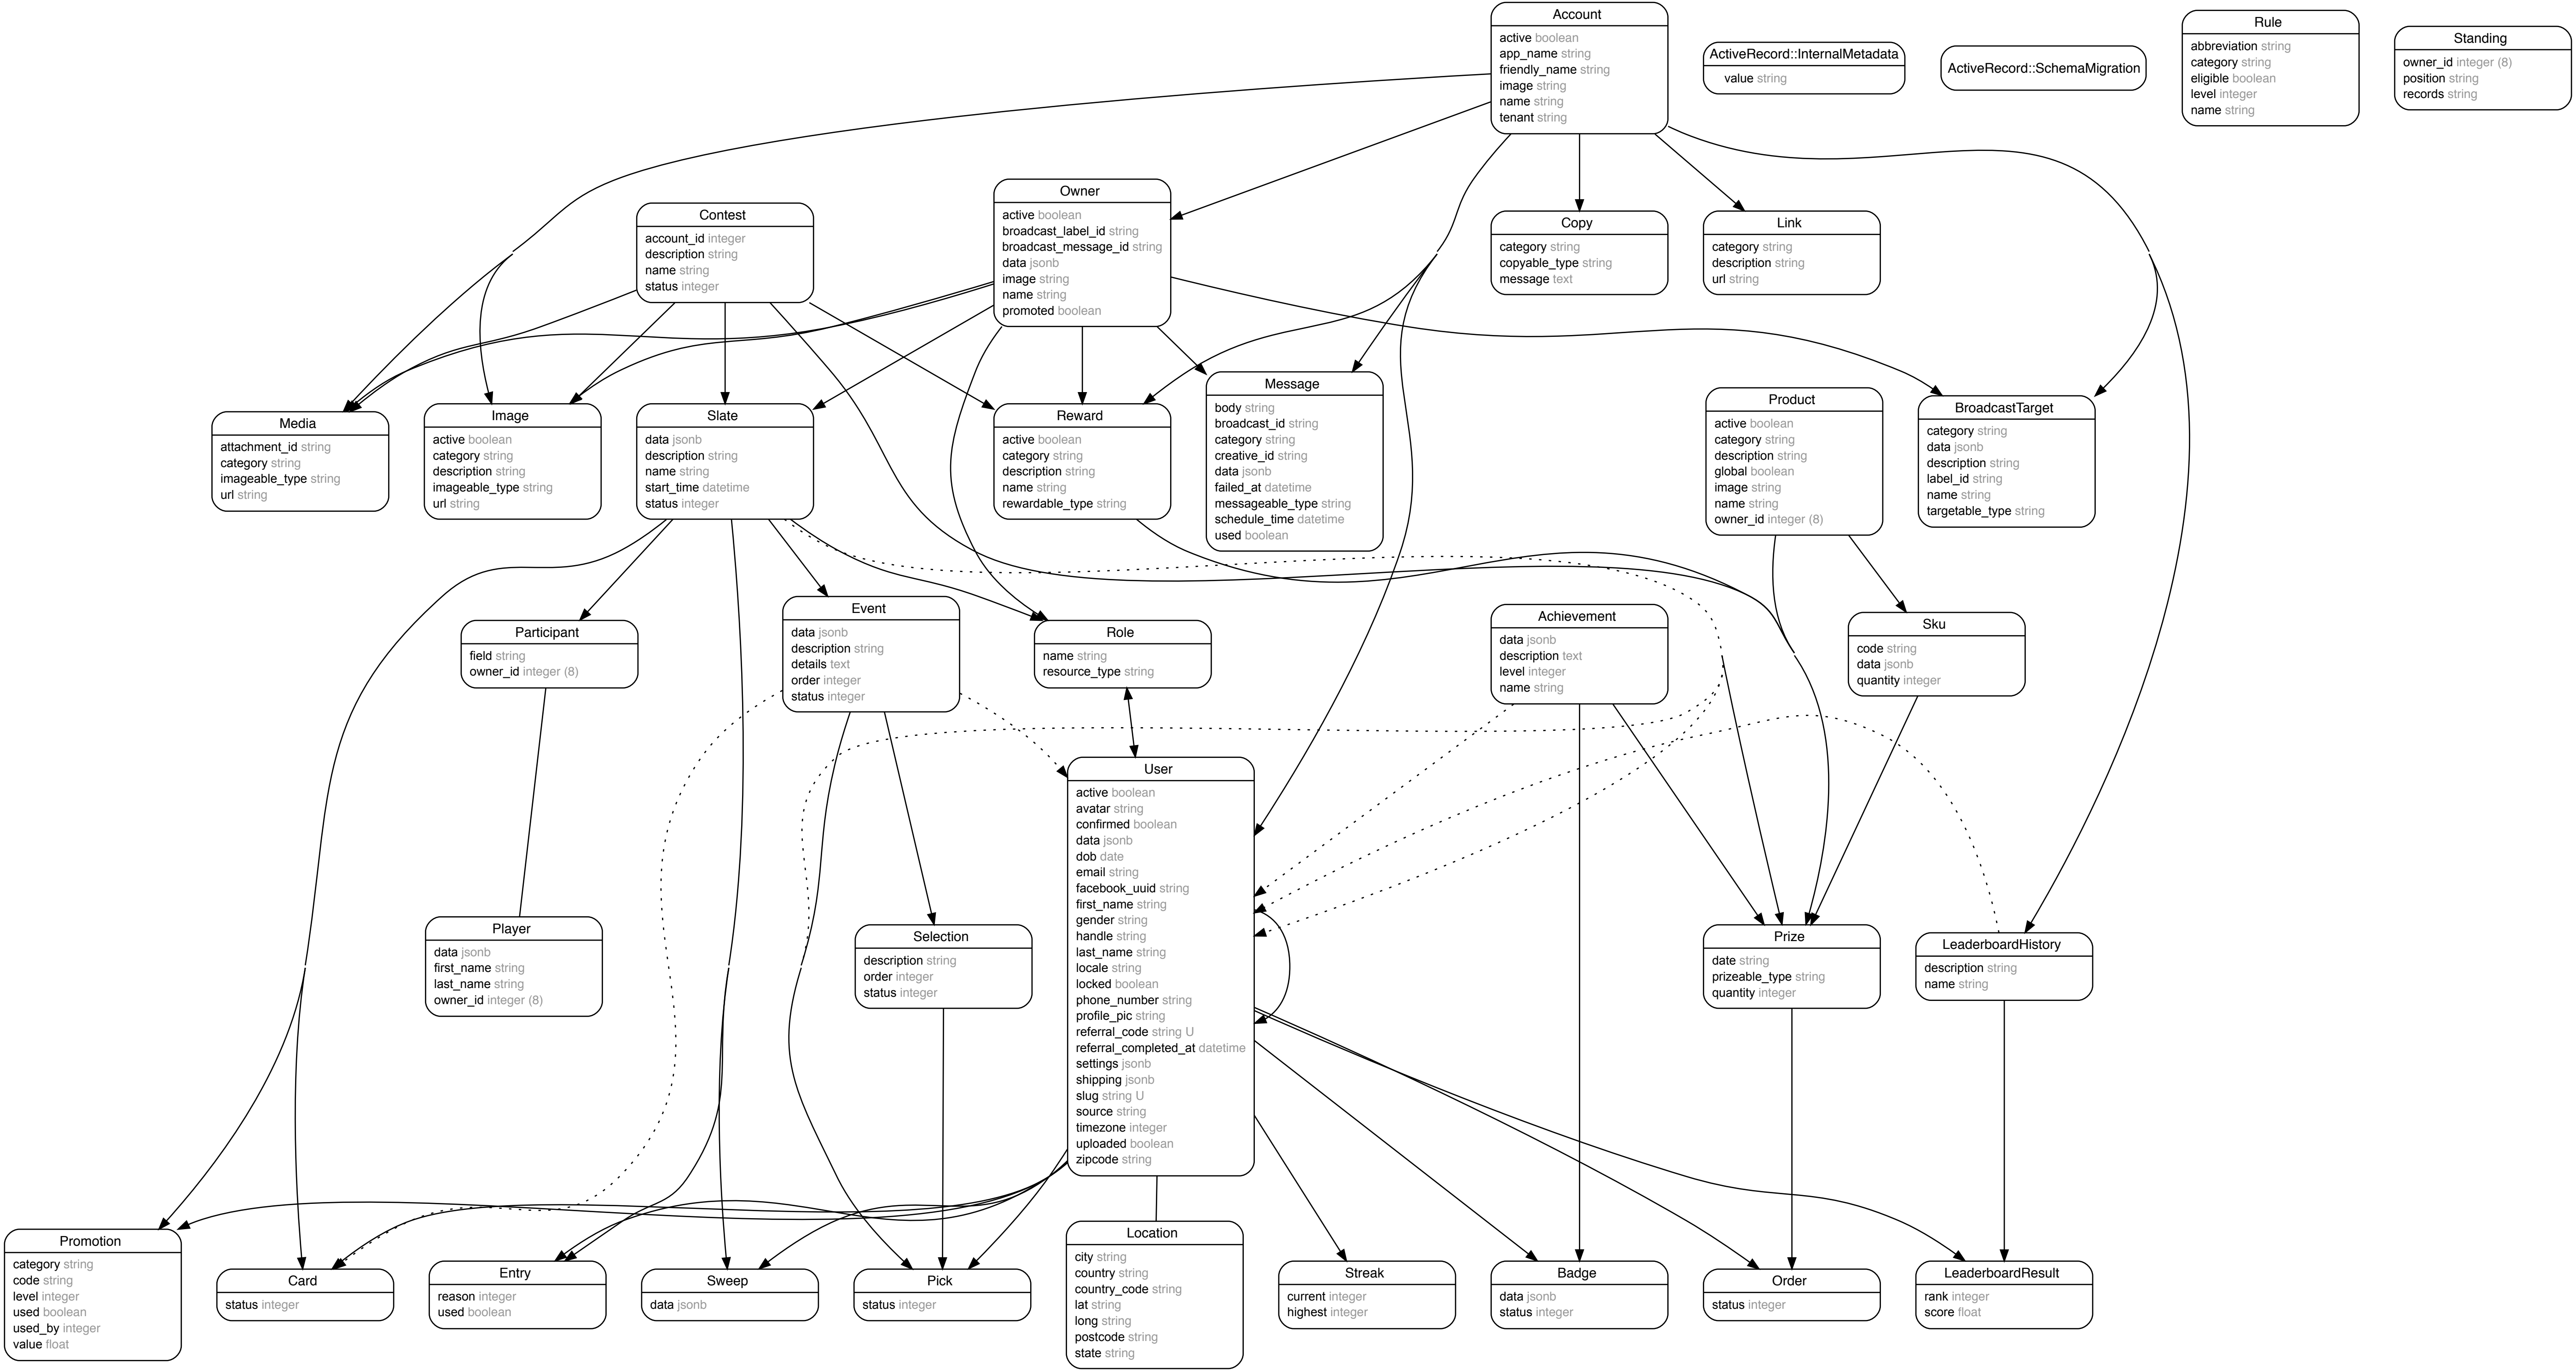 Account
active boolean
app_name string
friendly_name string
image string
name string
tenant string
ActiveRecord::InternalMetadata
value string
ActiveRecord::SchemaMigration
Rule
abbreviation string
category string
eligible boolean
level integer
name string
Standing
owner_id integer (8)
position string
records string
Contest
account_id integer
description string
name string
status integer
Owner
active boolean
broadcast_label_id string
broadcast_message_id string
data jsonb
image string
name string
promoted boolean
Copy
category string
copyable_type string
message text
Link
category string
description string
url string
Media
attachment_id string
category string
imageable_type string
url string
Image
active boolean
category string
description string
imageable_type string
url string
Slate
data jsonb
description string
name string
start_time datetime
status integer
Reward
active boolean
category string
description string
name string
rewardable_type string
Message
body string
broadcast_id string
category string
creative_id string
data jsonb
failed_at datetime
messageable_type string
schedule_time datetime
used boolean
Product
active boolean
category string
description string
global boolean
image string
name string
owner_id integer (8)
BroadcastTarget
category string
data jsonb
description string
label_id string
name string
targetable_type string
Participant
field string
owner_id integer (8)
Event
data jsonb
description string
details text
order integer
status integer
Role
name string
resource_type string
Achievement
data jsonb
description text
level integer
name string
Sku
code string
data jsonb
quantity integer
Player
data jsonb
first_name string
last_name string
owner_id integer (8)
Selection
description string
order integer
status integer
User
active boolean
avatar string
confirmed boolean
data jsonb
dob date
email string
facebook_uuid string
first_name string
gender string
handle string
last_name string
locale string
locked boolean
phone_number string
profile_pic string
referral_code string U
referral_completed_at datetime
settings jsonb
shipping jsonb
slug string U
source string
timezone integer
uploaded boolean
zipcode string
Prize
date string
prizeable_type string
quantity integer
LeaderboardHistory
description string
name string
Promotion
category string
code string
level integer
used boolean
used_by integer
value float
Card
status integer
Entry
reason integer
used boolean
Sweep
data jsonb
Pick
status integer
Location
city string
country string
country_code string
lat string
long string
postcode string
state string
Streak
current integer
highest integer
Badge
data jsonb
status integer
Order
status integer
LeaderboardResult
rank integer
score float